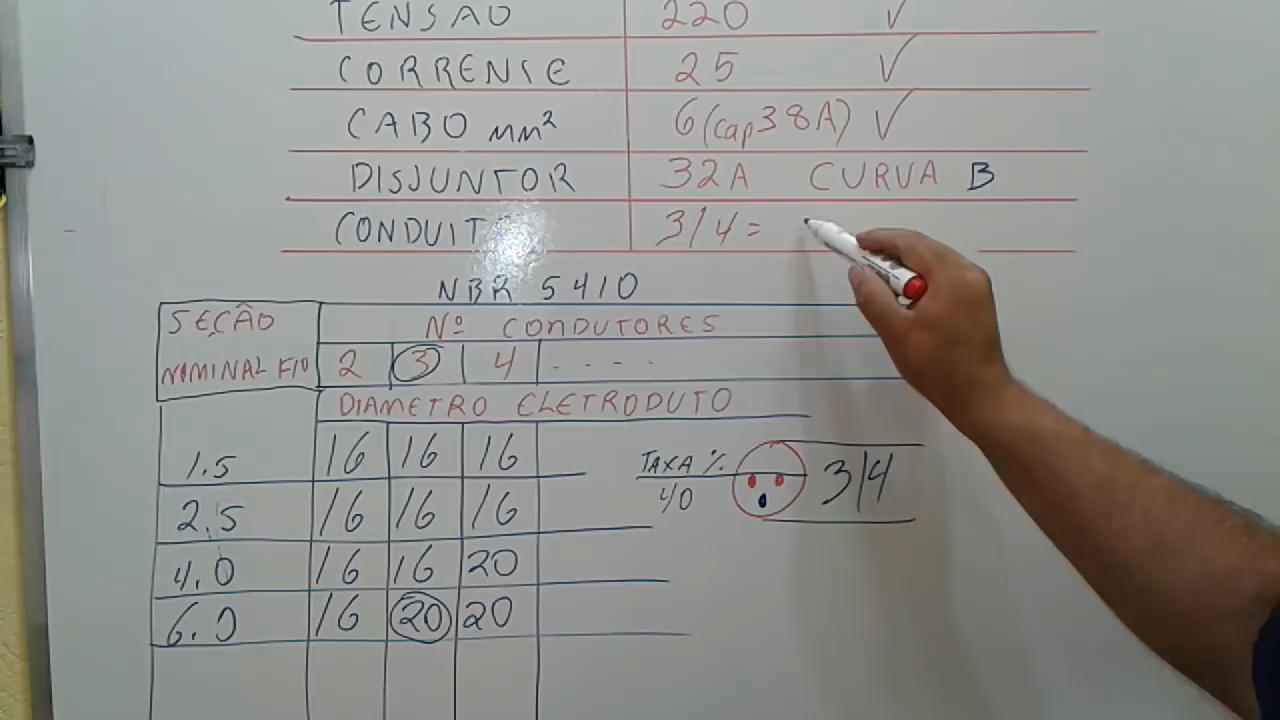 TENSÃO 220 ✓
CORRENTE 25 ✓
CABO mm² 6 (cap 38A) ✓
DISJUNTOR 32A CURVA B
CONDUIT 3/4 =
NBR 5410
SEÇÃO NOMINAL FIO
Nº CONDUTORES
2 3 4 . - - .
DIAMETRO ELETRODUTO
1.5 16 16 16
2.5 16 16 16
4.0 16 16 20
6.0 16 20 20
TAXA %
40
3/4